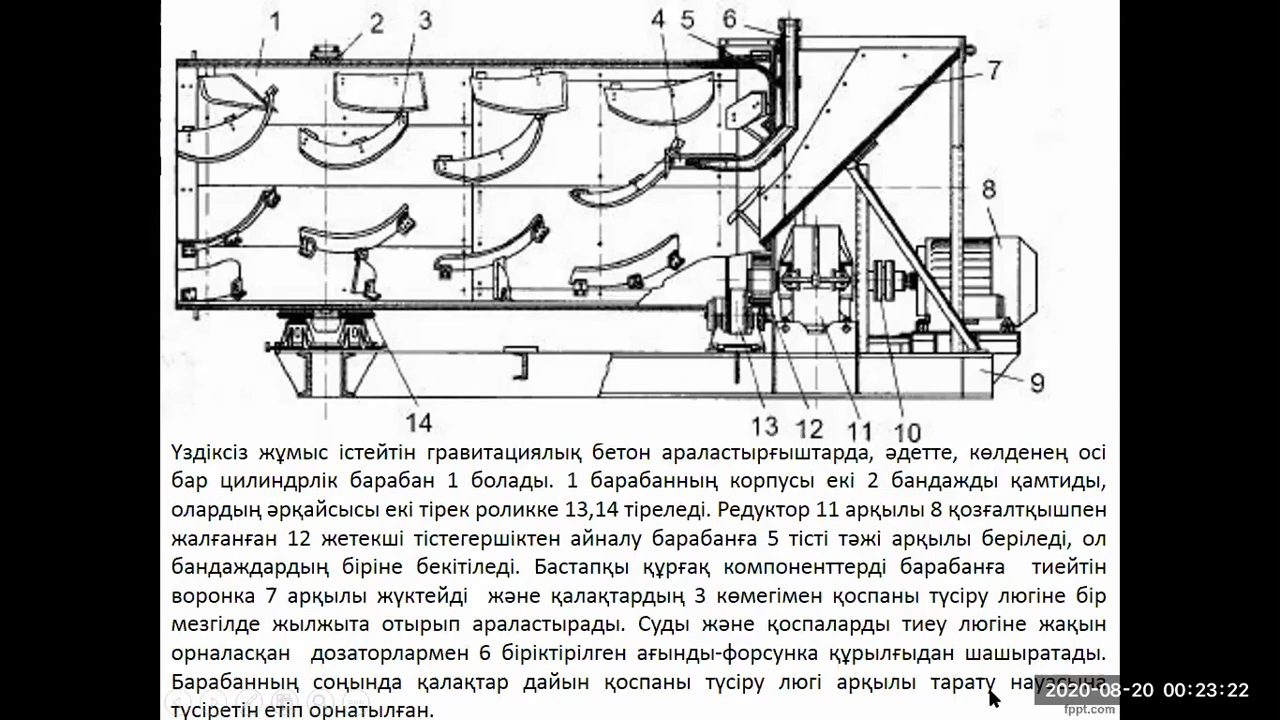 1
2
3
4
5
6
7
8
9
14
13
12
11
10
Үздіксіз жұмыс істейтін гравитациялық бетон араластырғыштарда, әдетте, көлденең осі
бар цилиндрлік барабан 1 болады. 1 барабанның корпусы екі 2 бандажды қамтиды,
олардың әрқайсысы екі тірек роликке 13,14 тіреледі. Редуктор 11 арқылы 8 қозғалтқышпен
жалғанған 12 жетекші тістегершіктен айналу барабанға 5 тісті тәжі арқылы беріледі, ол
бандаждардың біріне бекітіледі. Бастапқы құрғақ компоненттерді барабанға тиейтін
воронка 7 арқылы жүктейді және қалақтардың 3 көмегімен қоспаны түсіру люгіне бір
мезгілде жылжыта отырып араластырады. Суды және қоспаларды тиеу люгіне жақын
орналасқан дозаторлармен 6 біріктірілген ағынды-форсунка құрылғыдан шашыратады.
Барабанның соңында қалақтар дайын қоспаны түсіру люгі арқылы тарату
түсіретін етіп орнатылған.
2020-08-20 00:23:22
fppt.com